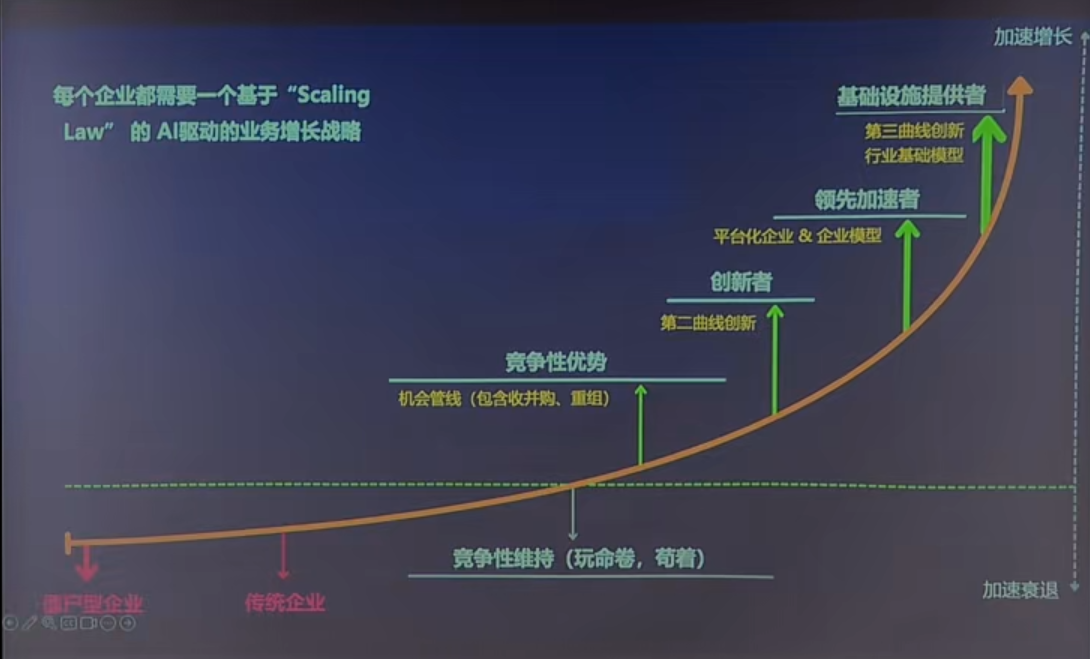 加速增长
每个企业都需要一个基于“Scaling
Law” 的 AI驱动的业务增长战略
基础设施提供者
第三曲线创新
行业基础模型
领先加速者
平台化企业 & 企业模型
创新者
第二曲线创新
竞争性优势
机会管线（包含收并购、重组）
竞争性维持（玩命卷，苟着）
加速衰退
户型企业
传统企业